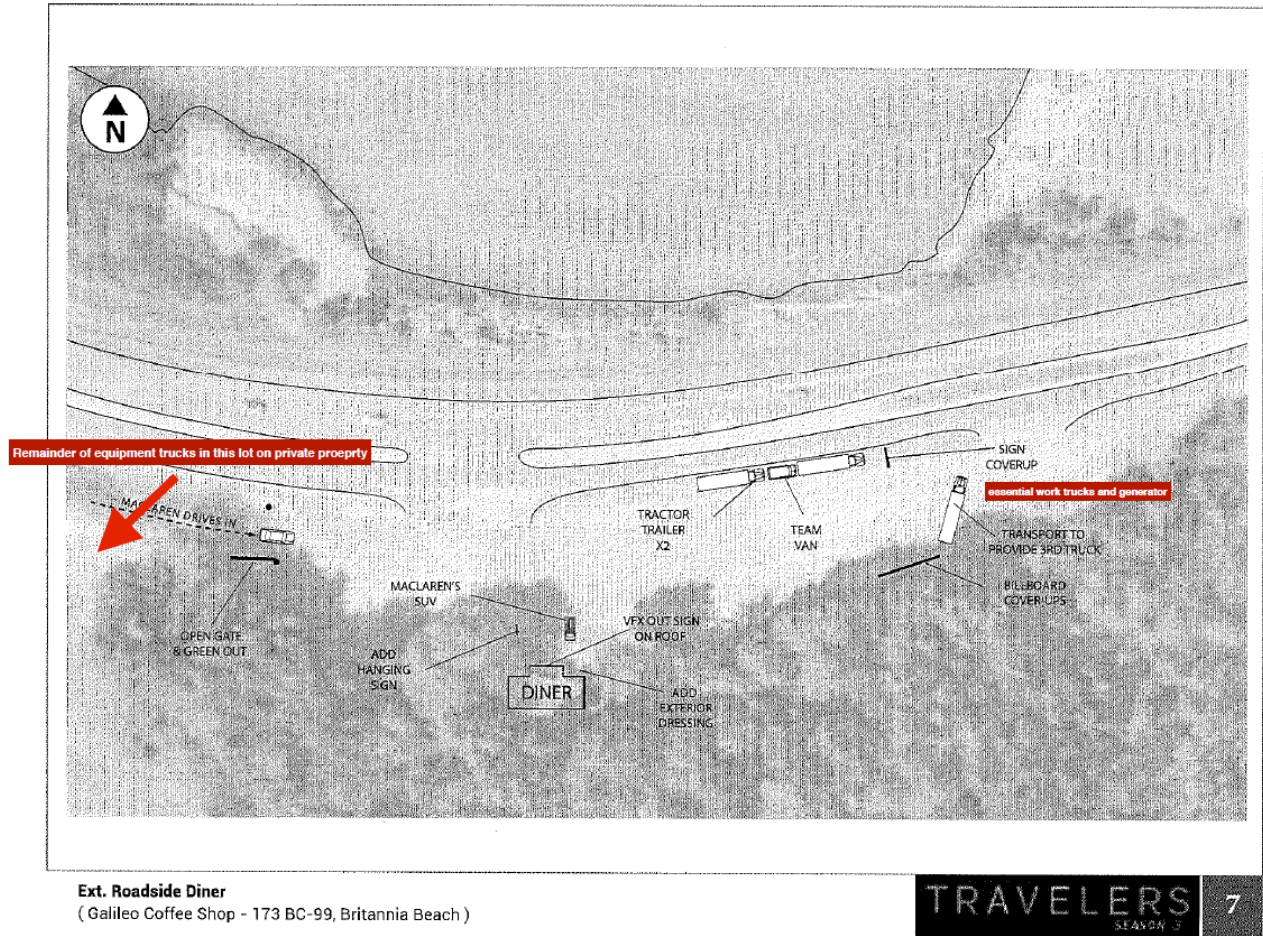 N
Remainder of equipment trucks in this lot on private proeprty
MACLAREN DRIVES IN
SIGN
COVERUP
essential work trucks and generator
TRACTOR
TRAILER
X2
TEAM
VAN
TRANSPORT TO
PROVIDE 3RD TRUCK
MACLAREN'S
SUV
BILLBOARD
COVER-UPS
OPEN GATE
& GREEN OUT
VFX OUT SIGN
ON ROOF
ADD
HANGING
SIGN
DINER
ADD
EXTERIOR
DRESSING
Ext. Roadside Diner
( Galileo Coffee Shop - 173 BC-99, Britannia Beach )
TRAVELERS
SEASON 3
7